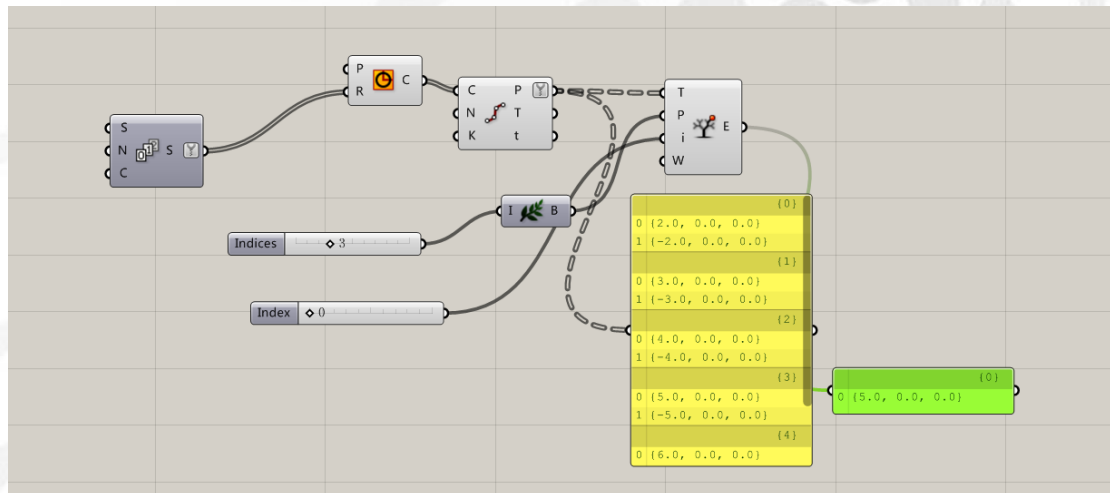 S
N
C
S
P
R
C
C
N
K
P
T
t
T
P
i
W
E
I B
Indices 3
Index 0
{0}
0 {2.0, 0.0, 0.0}
1 {-2.0, 0.0, 0.0}
{1}
0 {3.0, 0.0, 0.0}
1 {-3.0, 0.0, 0.0}
{2}
0 {4.0, 0.0, 0.0}
1 {-4.0, 0.0, 0.0}
{3}
0 {5.0, 0.0, 0.0}
1 {-5.0, 0.0, 0.0}
{4}
0 {6.0, 0.0, 0.0}
{0}
0 {5.0, 0.0, 0.0}